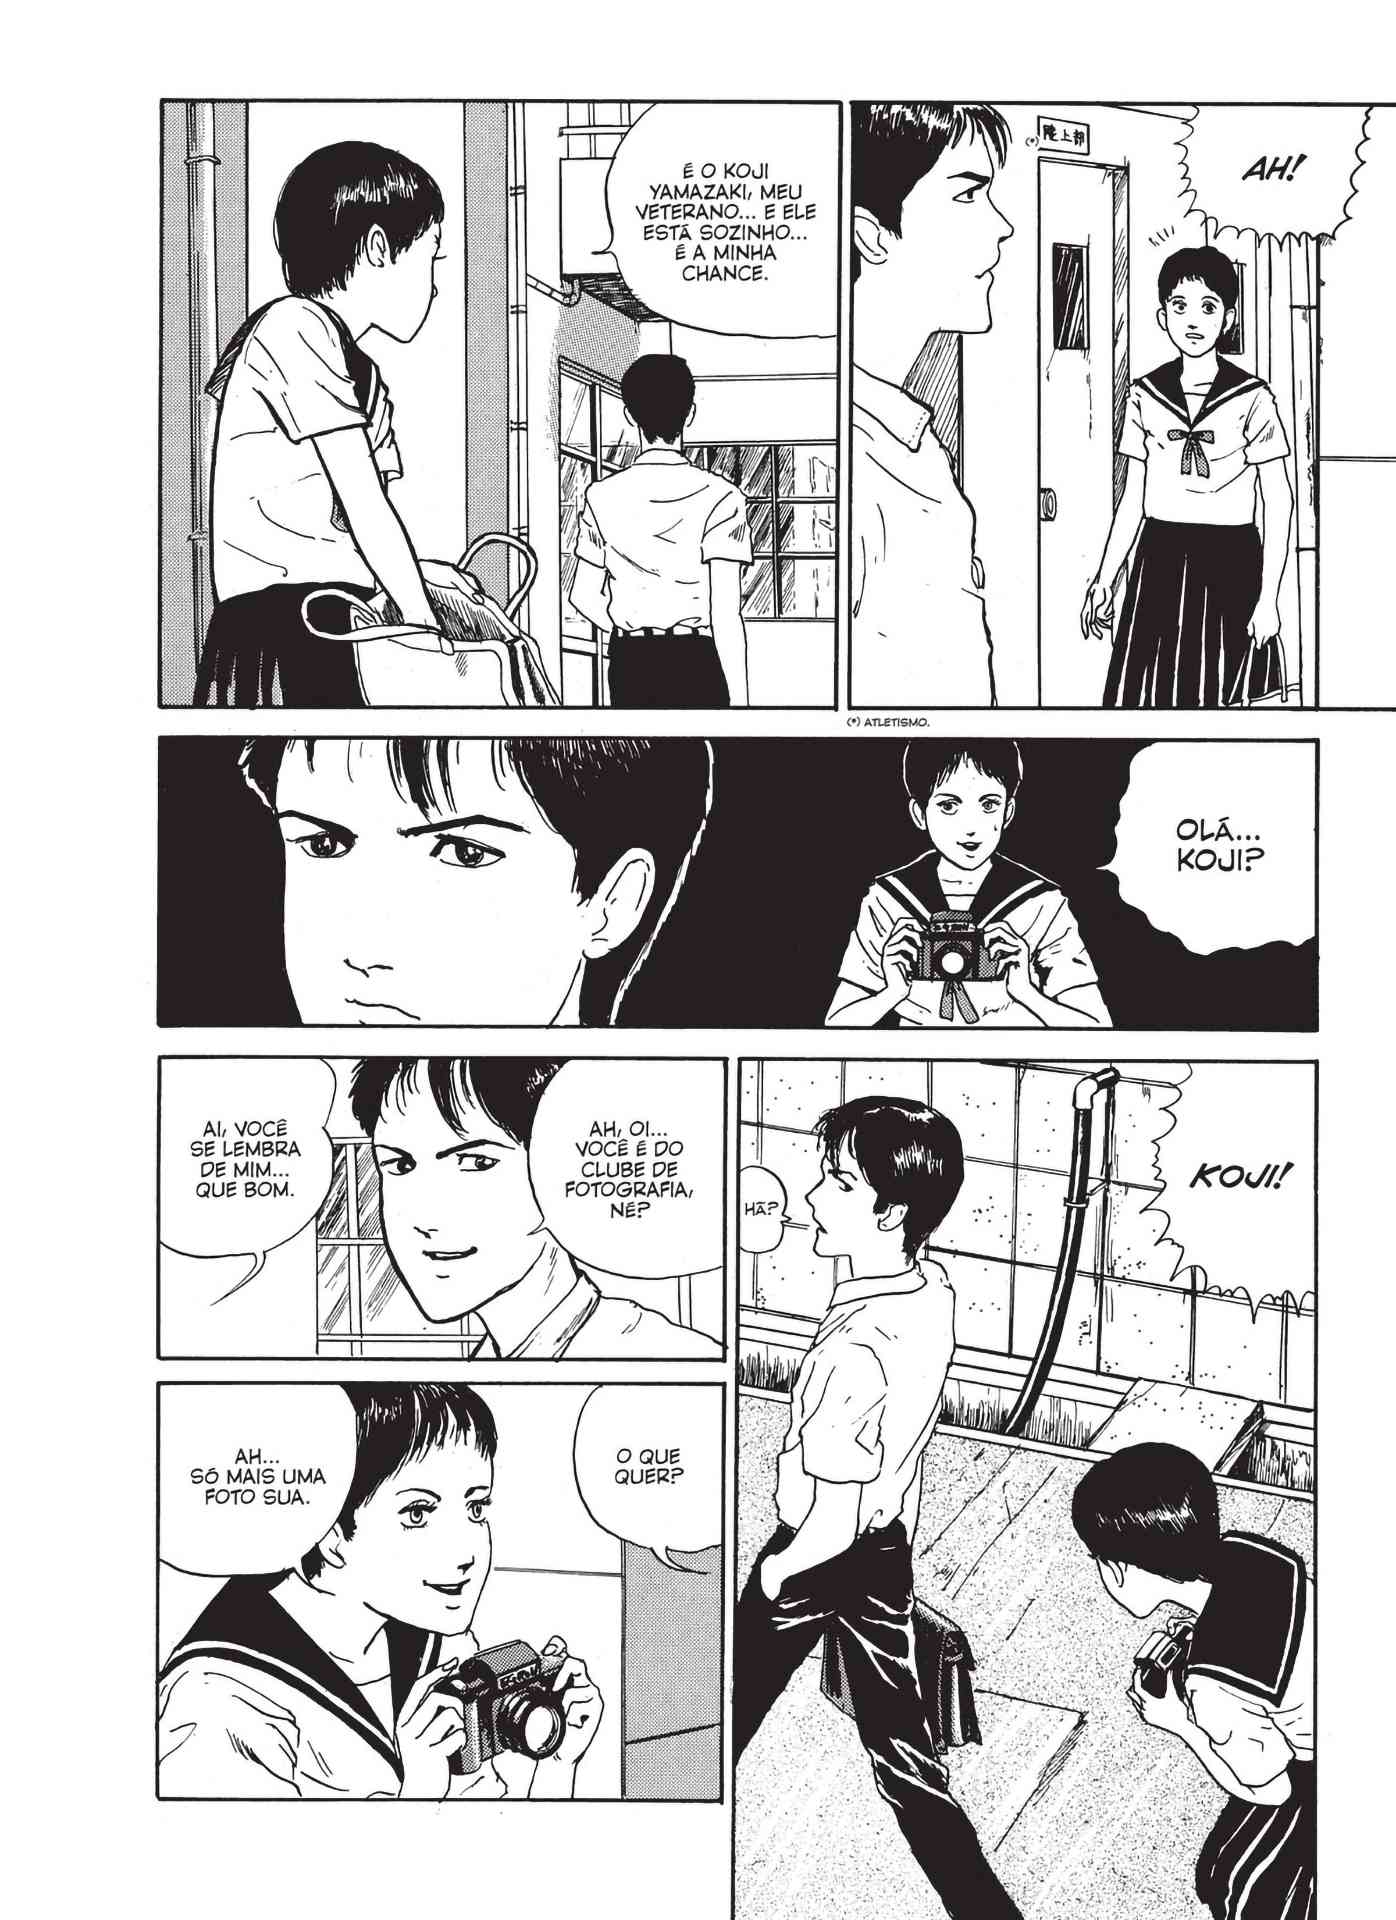 陸上部
(*)
AH!
(*) ATLETISMO.
É O KOJI
YAMAZAKI, MEU
VETERANO... E ELE
ESTÁ SOZINHO...
É A MINHA
CHANCE.
OLÁ...
KOJI?
KOJI!
HÃ?
AH, OI...
VOCÊ É DO
CLUBE DE
FOTOGRAFIA,
NÉ?
AI, VOCÊ
SE LEMBRA
DE MIM...
QUE BOM.
O QUE
QUER?
AH...
SÓ MAIS UMA
FOTO SUA.